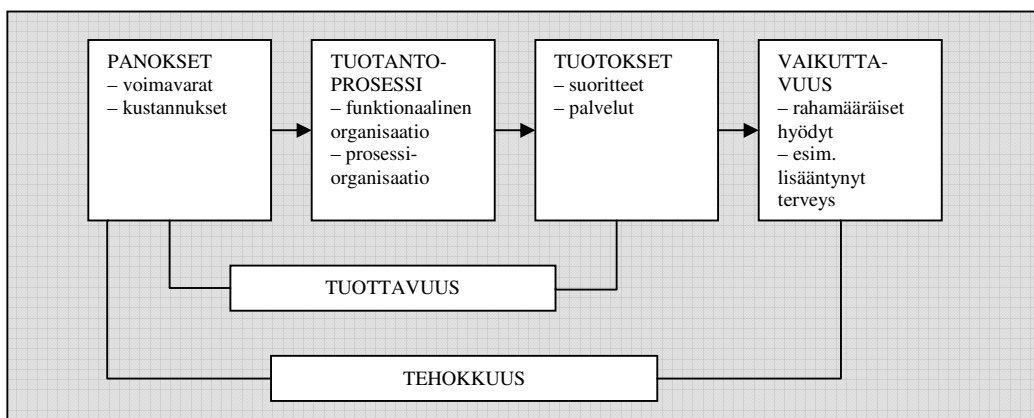 PANOKSET
– voimavarat
– kustannukset
TUOTANTO-
PROSESSI
– funktionaalinen
organisaatio
– prosessi-
organisaatio
TUOTOKSET
– suoritteet
– palvelut
VAIKUTTA-
VUUS
– rahamääräiset
hyödyt
– esim.
lisääntynyt
terveys
TUOTTAVUUS
TEHOKKUUS